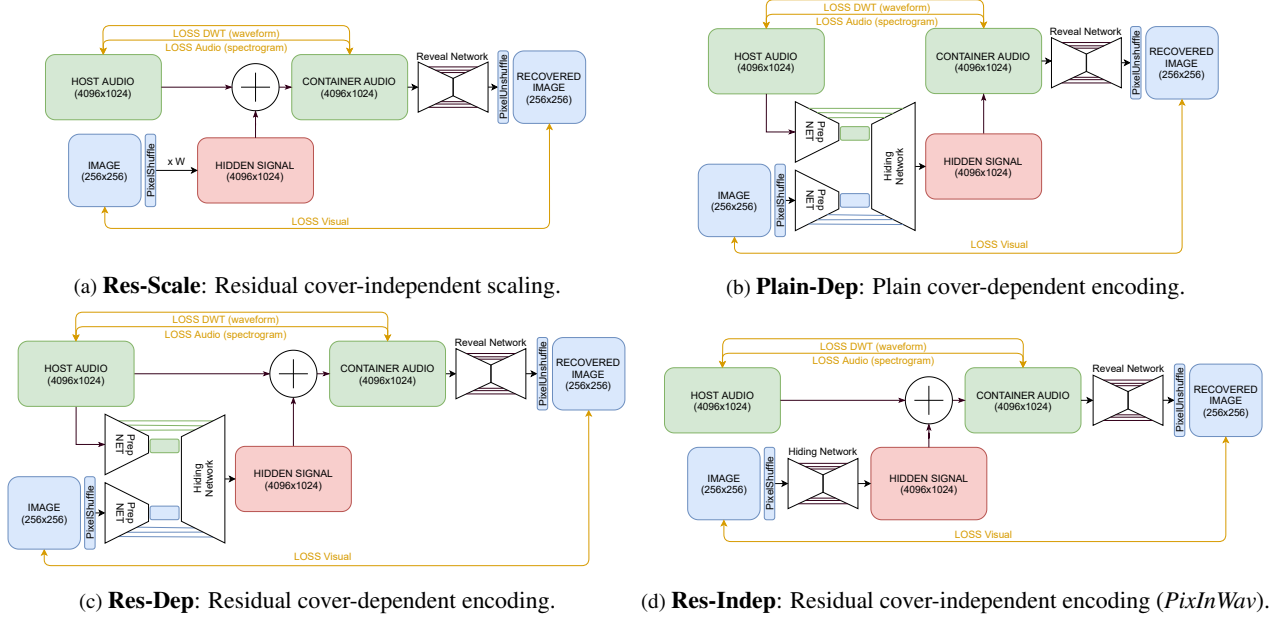 LOSS DWT (waveform)
LOSS Audio (spectrogram)
HOST AUDIO
(4096x1024)
CONTAINER AUDIO
(4096x1024)
Reveal Network
PixelUnshuffle
RECOVERED
IMAGE
(256x256)
IMAGE
(256x256)
PixelShuffle
x W
HIDDEN SIGNAL
(4096x1024)
LOSS Visual
(a) Res-Scale: Residual cover-independent scaling.
LOSS DWT (waveform)
LOSS Audio (spectrogram)
HOST AUDIO
(4096x1024)
CONTAINER AUDIO
(4096x1024)
Reveal Network
PixelUnshuffle
RECOVERED
IMAGE
(256x256)
Prep
NET
Hiding
Network
HIDDEN SIGNAL
(4096x1024)
IMAGE
(256x256)
PixelShuffle
Prep
NET
LOSS Visual
(b) Plain-Dep: Plain cover-dependent encoding.
LOSS DWT (waveform)
LOSS Audio (spectrogram)
HOST AUDIO
(4096x1024)
CONTAINER AUDIO
(4096x1024)
Reveal Network
PixelUnshuffle
RECOVERED
IMAGE
(256x256)
Prep
NET
Hiding
Network
HIDDEN SIGNAL
(4096x1024)
IMAGE
(256x256)
PixelShuffle
Prep
NET
LOSS Visual
(c) Res-Dep: Residual cover-dependent encoding.
LOSS DWT (waveform)
LOSS Audio (spectrogram)
HOST AUDIO
(4096x1024)
CONTAINER AUDIO
(4096x1024)
Reveal Network
PixelUnshuffle
RECOVERED
IMAGE
(256x256)
IMAGE
(256x256)
PixelShuffle
Hiding Network
HIDDEN SIGNAL
(4096x1024)
LOSS Visual
(d) Res-Indep: Residual cover-independent encoding (PixInWav).